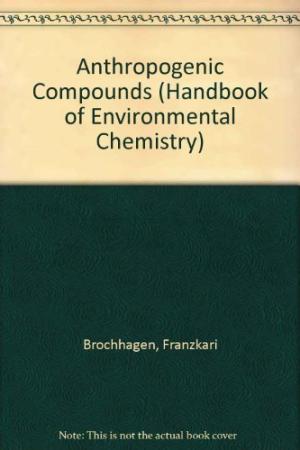 Anthropogenic
Compounds (Handbook
of Environmental
Chemistry)
Brochhagen, Franzkari
Note: This is not the actual book cover